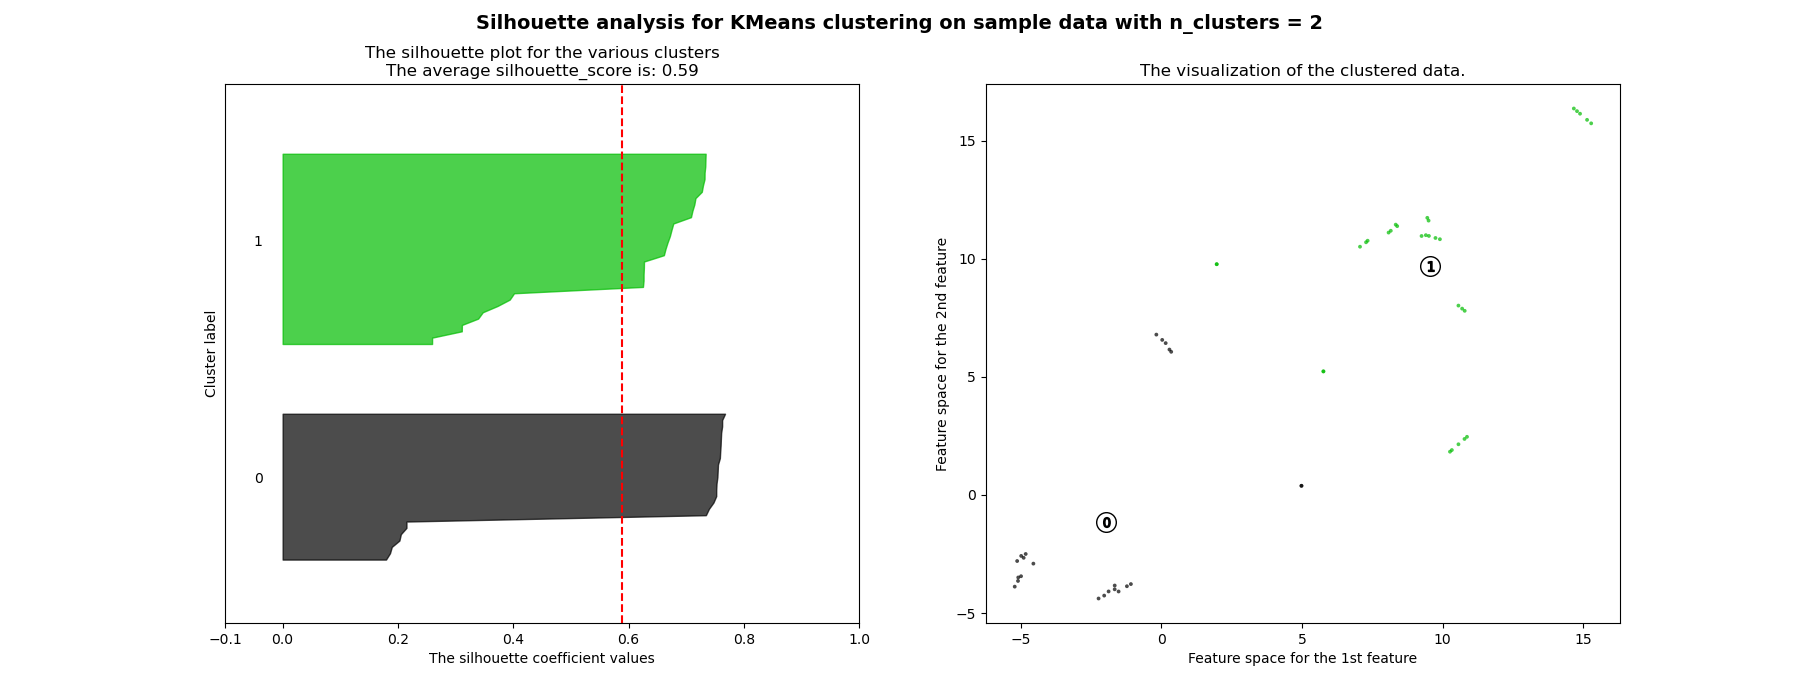 Silhouette analysis for KMeans clustering on sample data with n_clusters = 2
The silhouette plot for the various clusters
The average silhouette_score is: 0.59
1
0
Cluster label
−0.1 0.0 0.2 0.4 0.6 0.8 1.0
The silhouette coefficient values
The visualization of the clustered data.
15
10
5
0
−5
Feature space for the 2nd feature
1
0
−5 0 5 10 15
Feature space for the 1st feature